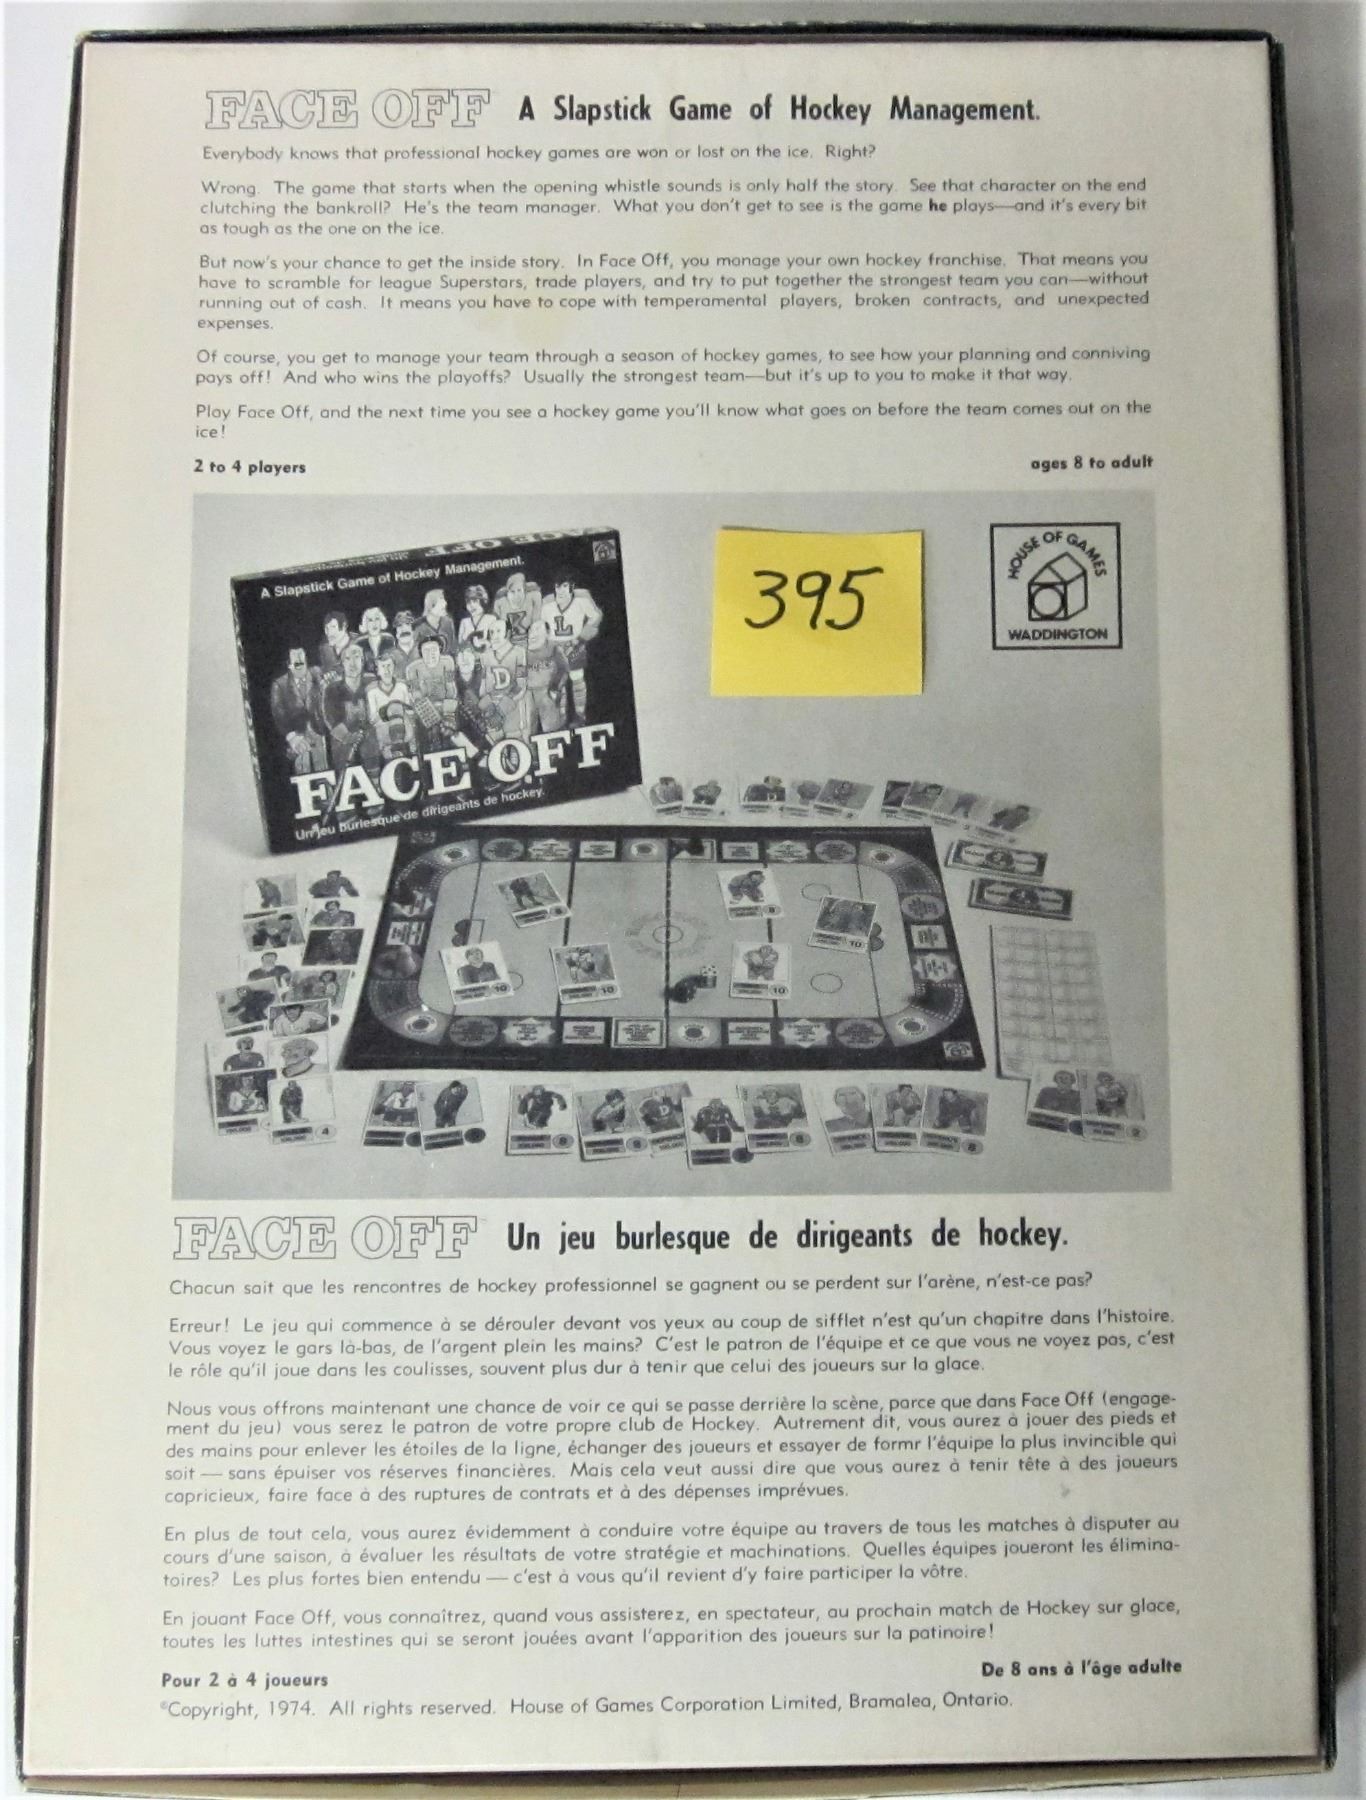 FACE OFF A Slapstick Game of Hockey Management.
Everybody knows that professional hockey games are won or lost on the ice. Right?
Wrong. The game that starts when the opening whistle sounds is only half the story. See that character on the end
clutching the bankroll? He's the team manager. What you don't get to see is the game he plays—and it's every bit
as tough as the one on the ice.
But now's your chance to get the inside story. In Face Off, you manage your own hockey franchise. That means you
have to scramble for league Superstars, trade players, and try to put together the strongest team you can—without
running out of cash. It means you have to cope with temperamental players, broken contracts, and unexpected
expenses.
Of course, you get to manage your team through a season of hockey games, to see how your planning and conniving
pays off! And who wins the playoffs? Usually the strongest team—but it's up to you to make it that way.
Play Face Off, and the next time you see a hockey game you'll know what goes on before the team comes out on the
ice!
2 to 4 players ages 8 to adult
FACE OFF
A Slapstick Game of Hockey Management.
K L
D
FACE OFF
Un jeu burlesque de dirigeants de hockey.
395
HOUSE OF GAMES
WADDINGTON
10
10
10
10
8
4
FACE OFF Un jeu burlesque de dirigeants de hockey.
Chacun sait que les rencontres de hockey professionnel se gagnent ou se perdent sur l'arène, n'est-ce pas?
Erreur! Le jeu qui commence à se dérouler devant vos yeux au coup de sifflet n'est qu'un chapitre dans l'histoire.
Vous voyez le gars là-bas, de l'argent plein les mains? C'est le patron de l'équipe et ce que vous ne voyez pas, c'est
le rôle qu'il joue dans les coulisses, souvent plus dur à tenir que celui des joueurs sur la glace.
Nous vous offrons maintenant une chance de voir ce qui se passe derrière la scène, parce que dans Face Off (engage-
ment du jeu) vous serez le patron de votre propre club de Hockey. Autrement dit, vous aurez à jouer des pieds et
des mains pour enlever les étoiles de la ligne, échanger des joueurs et essayer de formr l'équipe la plus invincible qui
soit — sans épuiser vos réserves financières. Mais cela veut aussi dire que vous aurez à tenir tête à des joueurs
capricieux, faire face à des ruptures de contrats et à des dépenses imprévues.
En plus de tout cela, vous aurez évidemment à conduire votre équipe au travers de tous les matches à disputer au
cours d'une saison, à évaluer les résultats de votre stratégie et machinations. Quelles équipes joueront les élimina-
toires? Les plus fortes bien entendu — c'est à vous qu'il revient d'y faire participer la vôtre.
En jouant Face Off, vous connaîtrez, quand vous assisterez, en spectateur, au prochain match de Hockey sur glace,
toutes les luttes intestines qui se seront jouées avant l'apparition des joueurs sur la patinoire!
Pour 2 à 4 joueurs De 8 ans à l'âge adulte
©Copyright, 1974. All rights reserved. House of Games Corporation Limited, Bramalea, Ontario.